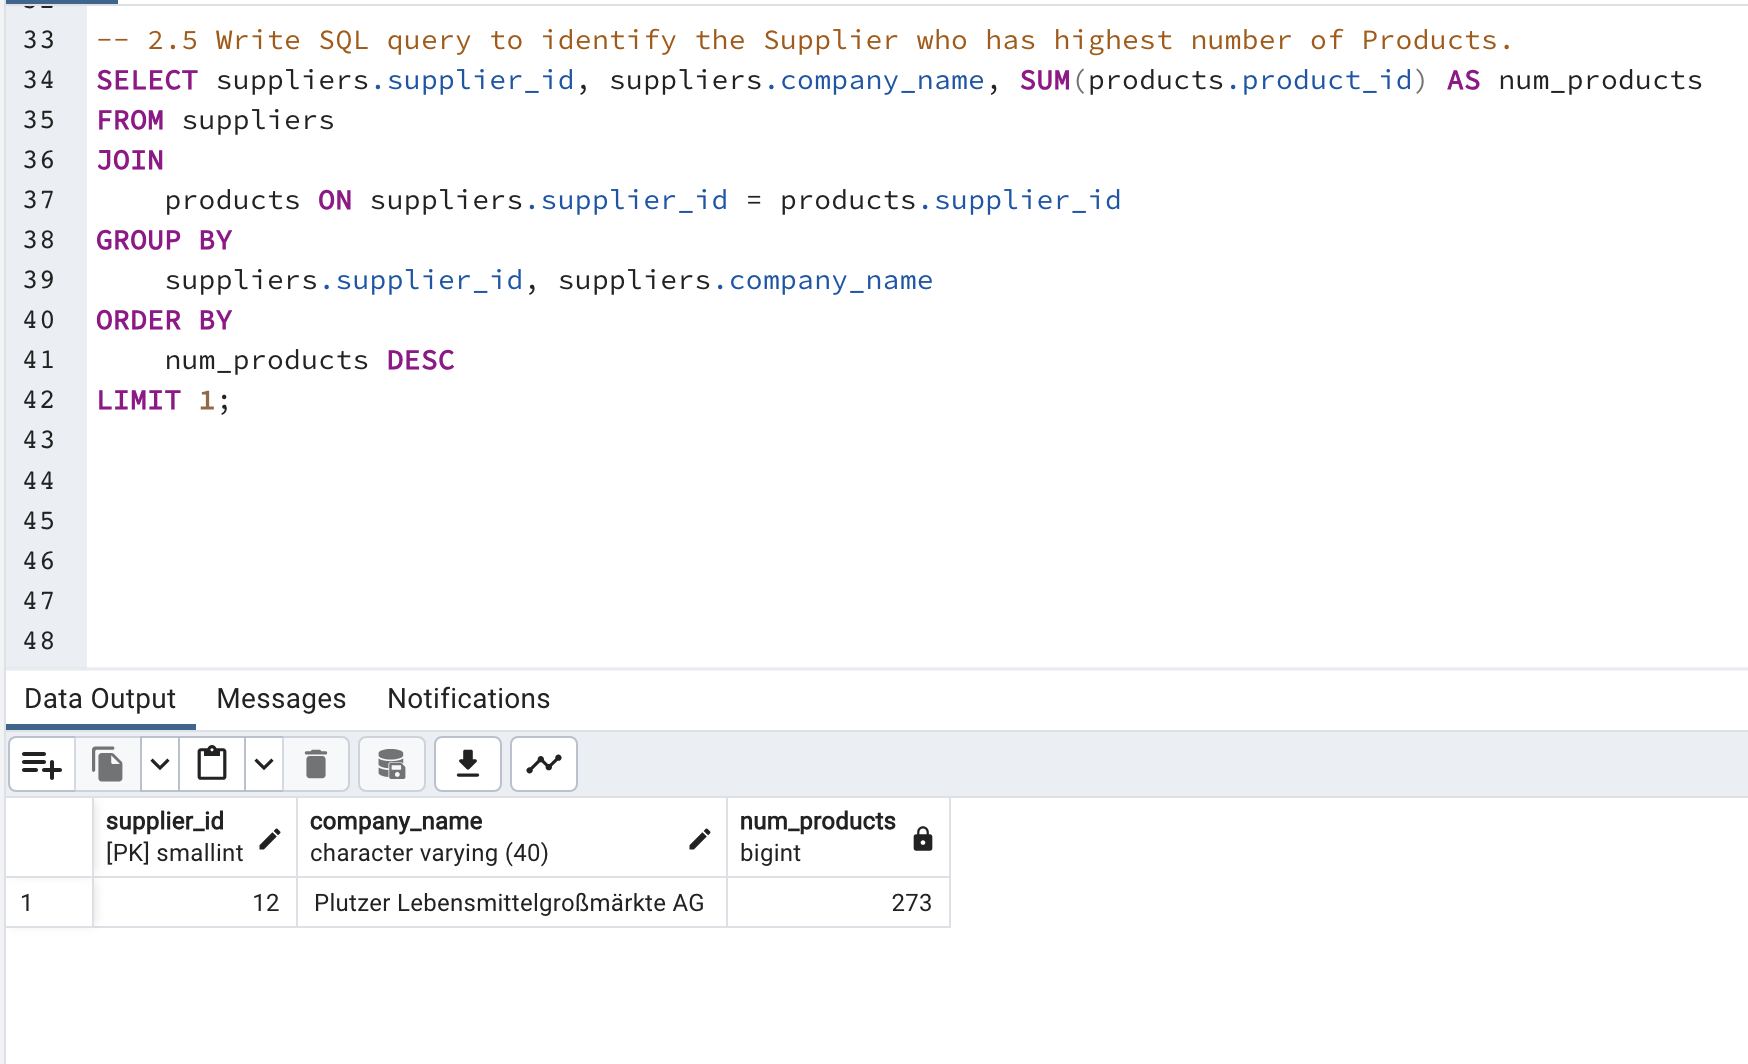 33 -- 2.5 Write SQL query to identify the Supplier who has highest number of Products.
34 SELECT suppliers.supplier_id, suppliers.company_name, SUM(products.product_id) AS num_products
35 FROM suppliers
36 JOIN
37 products ON suppliers.supplier_id = products.supplier_id
38 GROUP BY
39 suppliers.supplier_id, suppliers.company_name
40 ORDER BY
41 num_products DESC
42 LIMIT 1;
43
44
45
46
47
48
Data Output Messages Notifications
supplier_id company_name num_products
[PK] smallint character varying (40) bigint
1 12 Plutzer Lebensmittelgroßmärkte AG 273